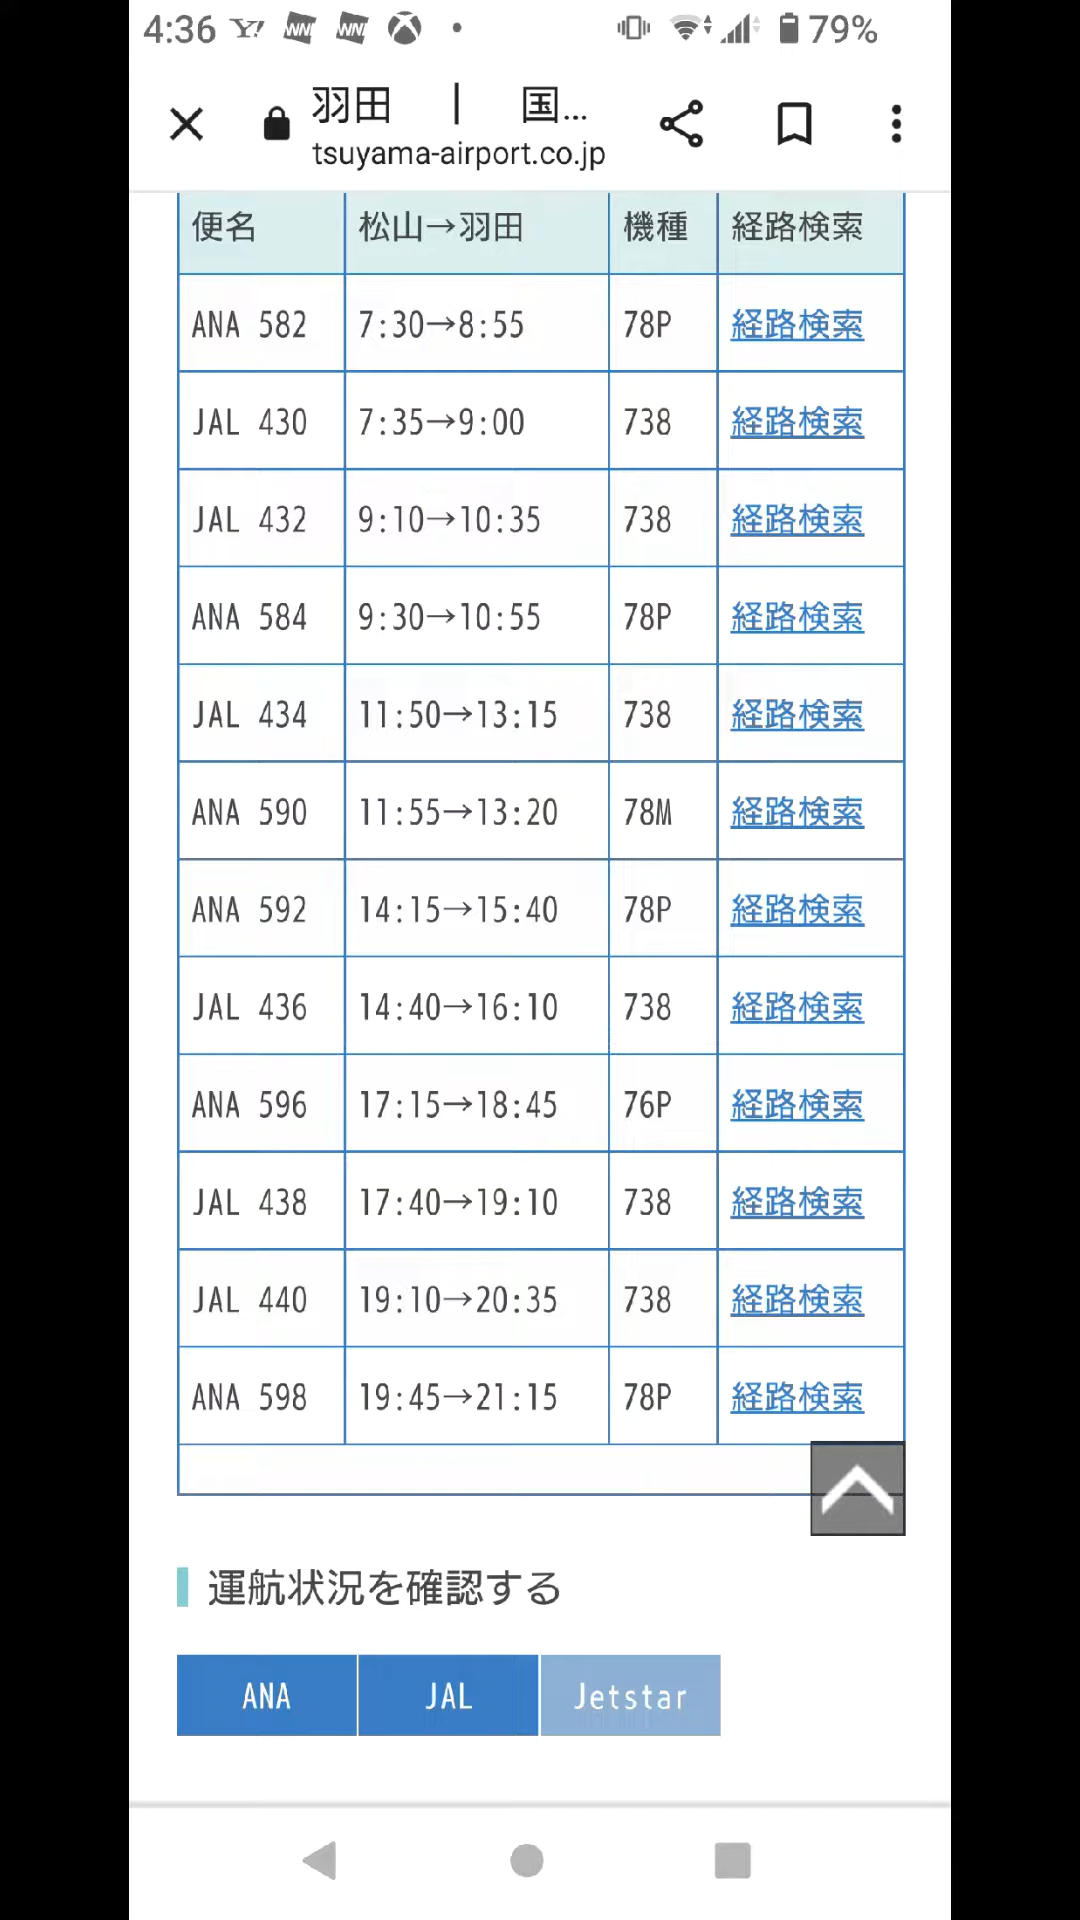 4:36 Y! WNI WNI 79%
羽田 | 国...
tsuyama-airport.co.jp
便名 松山→羽田 機種 経路検索
ANA 582 7:30→8:55 78P 経路検索
JAL 430 7:35→9:00 738 経路検索
JAL 432 9:10→10:35 738 経路検索
ANA 584 9:30→10:55 78P 経路検索
JAL 434 11:50→13:15 738 経路検索
ANA 590 11:55→13:20 78M 経路検索
ANA 592 14:15→15:40 78P 経路検索
JAL 436 14:40→16:10 738 経路検索
ANA 596 17:15→18:45 76P 経路検索
JAL 438 17:40→19:10 738 経路検索
JAL 440 19:10→20:35 738 経路検索
ANA 598 19:45→21:15 78P 経路検索
運航状況を確認する
ANA JAL Jetstar